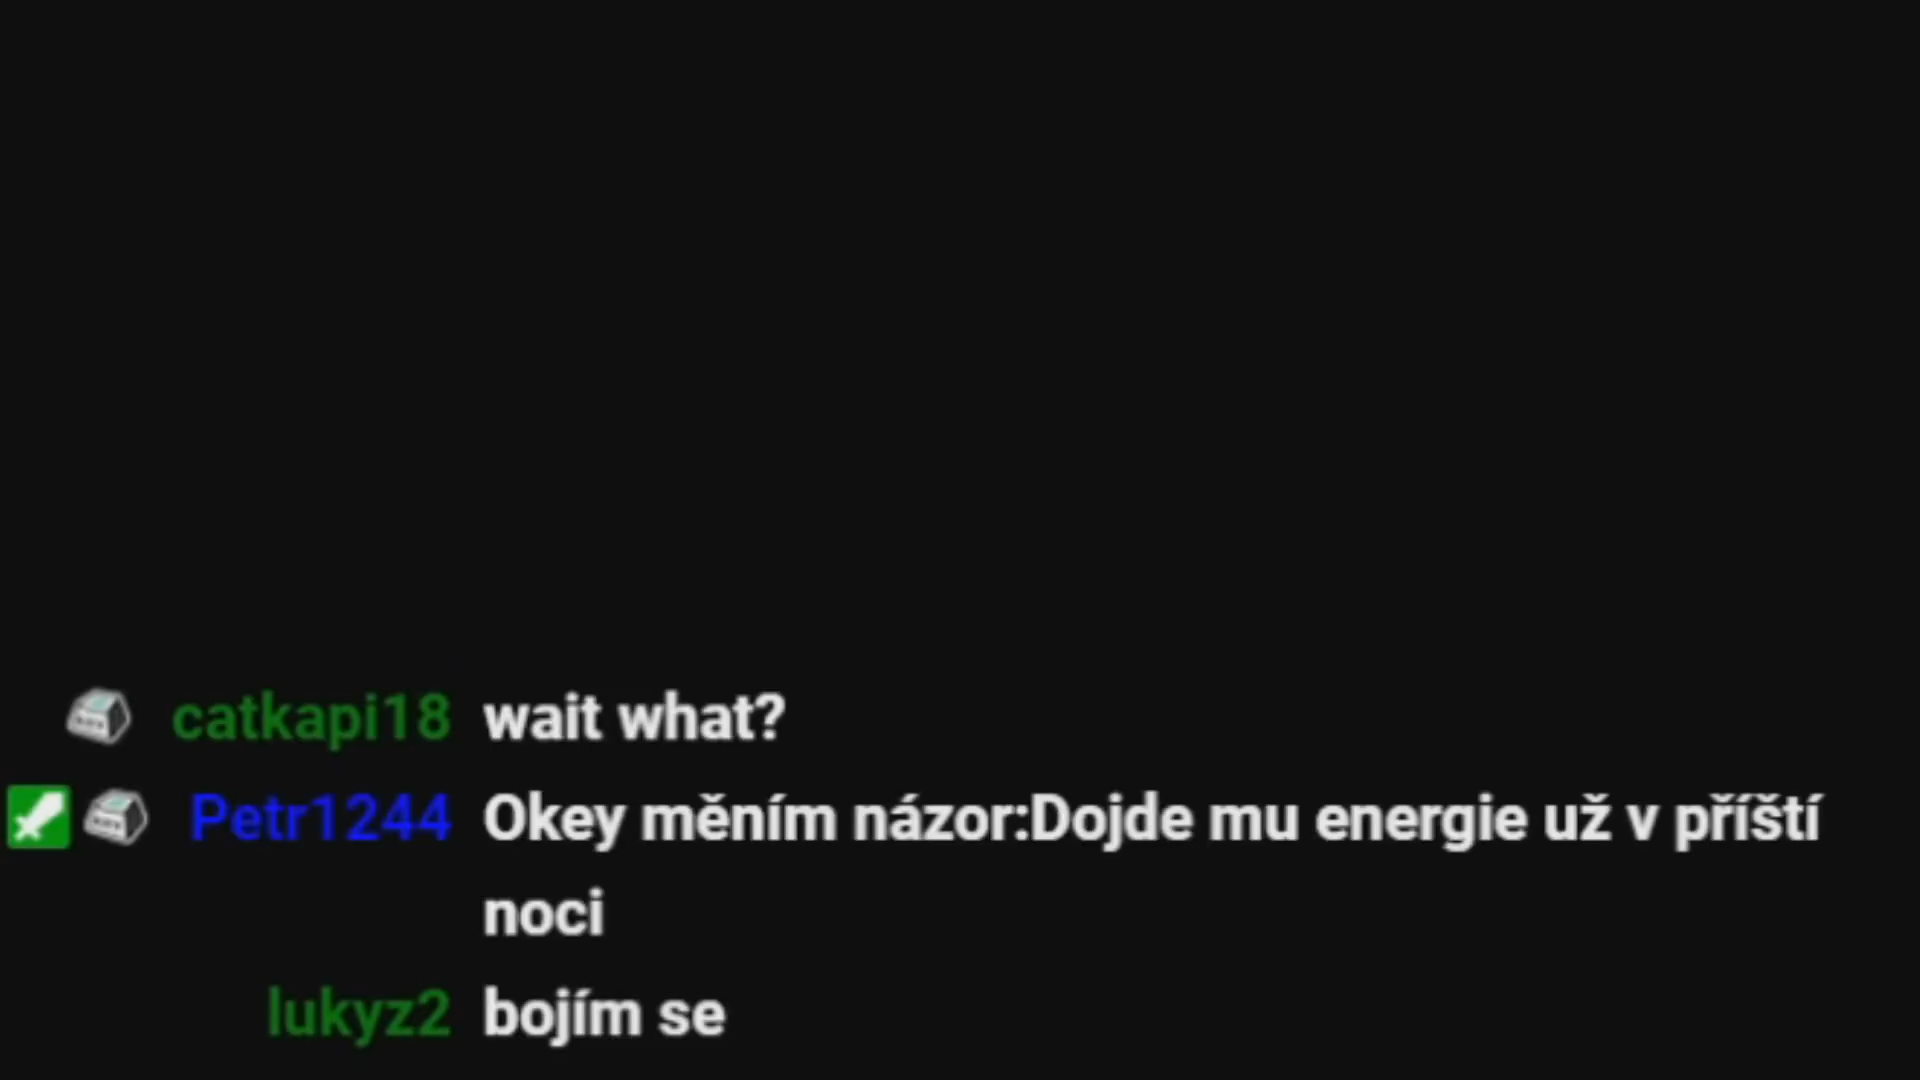 catkapi18 wait what?
Petr1244 Okey měním názor:Dojde mu energie už v příští
noci
lukyz2 bojím se